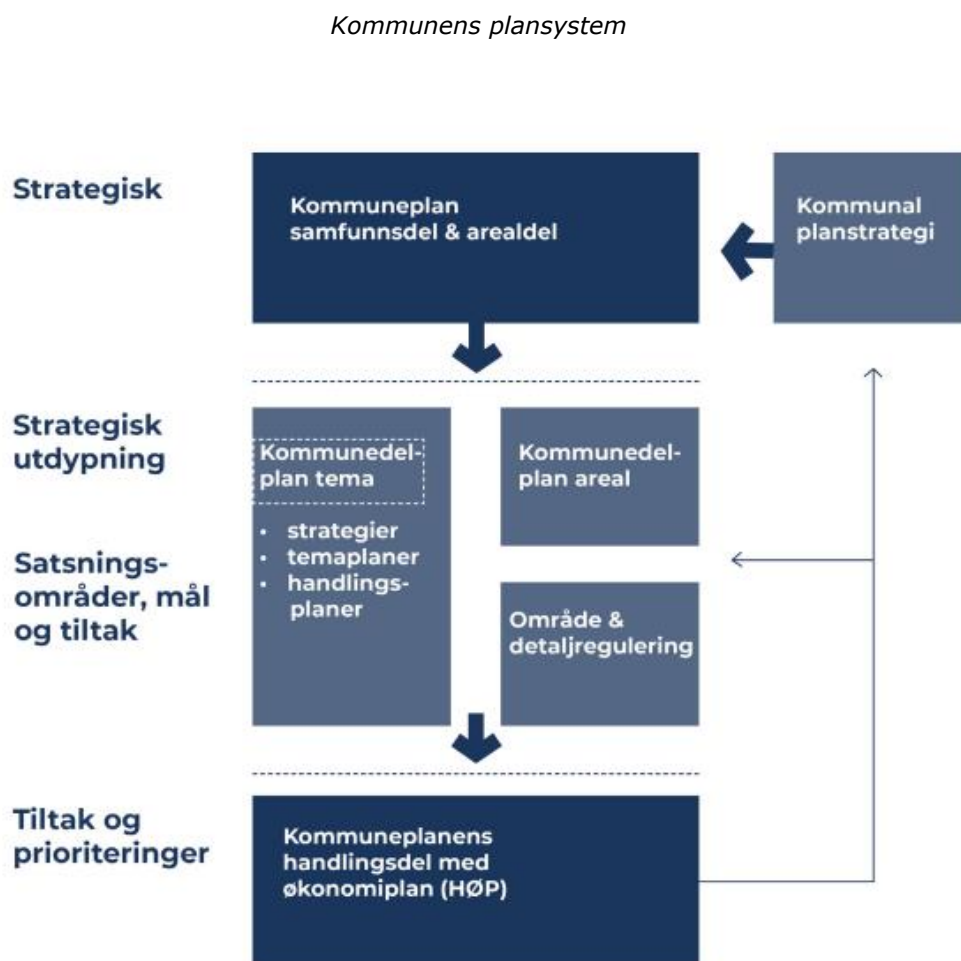 Kommunens plansystem
Strategisk
Kommuneplan
samfunnsdel & arealdel
Kommunal
planstrategi
Strategisk
utdypning
Kommunedel-
plan tema
• strategier
• temaplaner
• handlings-
planer
Kommunedel-
plan areal
Satsnings-
områder, mål
og tiltak
Område &
detaljregulering
Tiltak og
prioriteringer
Kommuneplanens
handlingsdel med
økonomiplan (HØP)